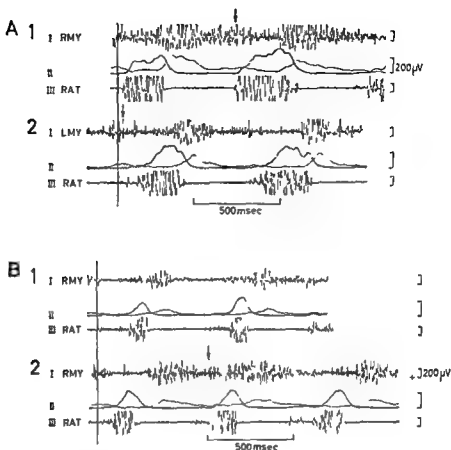 A 1 I RMY
II 200μV
III RAT
2 I LMY
II
III RAT
500msec
B 1 I RMY
II
III RAT
2 I RMY 200μV
II
III RAT
500msec